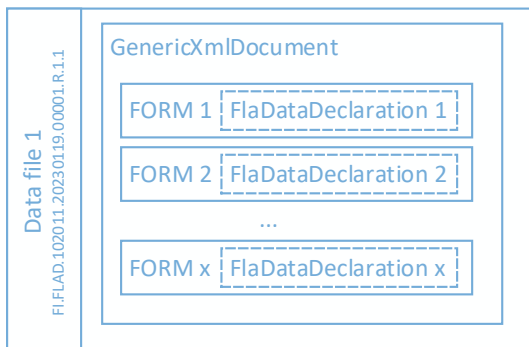 Data file 1
FI.FLAD.102011.20230119.00001.R.1.1
GenericXmlDocument
FORM 1 FlaDataDeclaration 1
FORM 2 FlaDataDeclaration 2
...
FORM x FlaDataDeclaration x